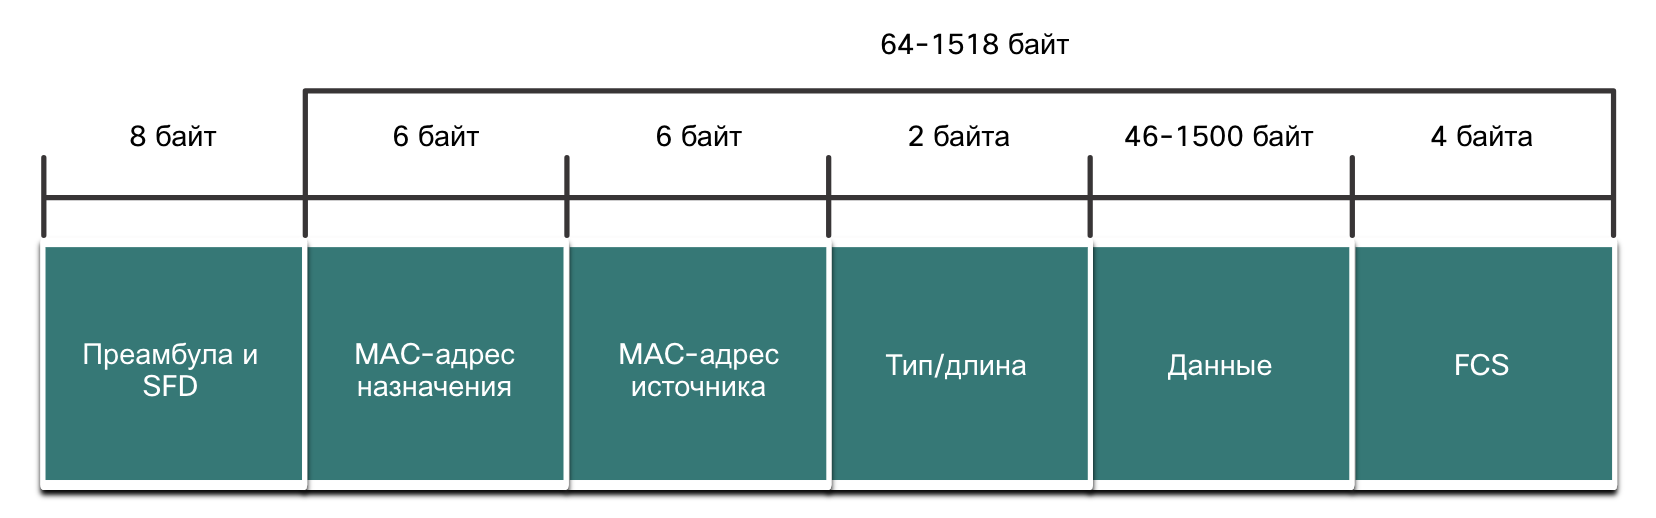 64-1518 байт
8 байт
6 байт
6 байт
2 байта
46-1500 байт
4 байта
Преамбула и
SFD
MAC-адрес
назначения
MAC-адрес
источника
Тип/длина
Данные
FCS